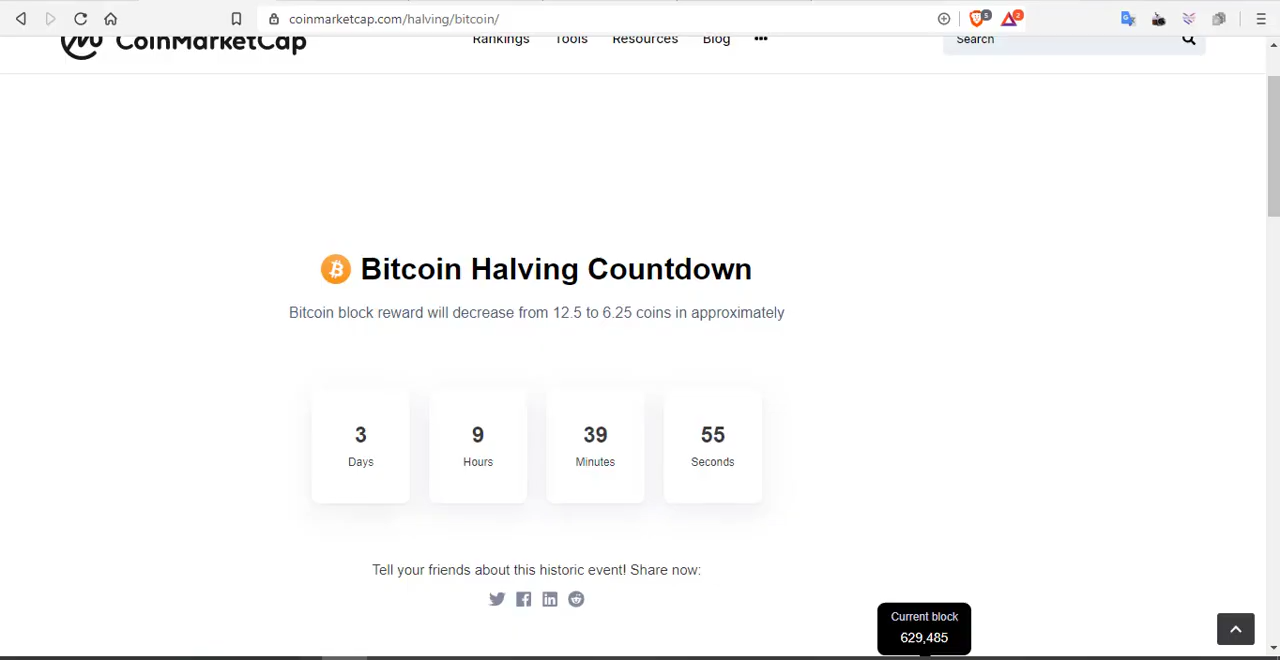 coinmarketcap.com/halving/bitcoin/
5
2
CoinMarketCap
Rankings Tools Resources Blog
Search
Bitcoin Halving Countdown
Bitcoin block reward will decrease from 12.5 to 6.25 coins in approximately
3 9 39 55
Days Hours Minutes Seconds
Tell your friends about this historic event! Share now:
Current block
629,485